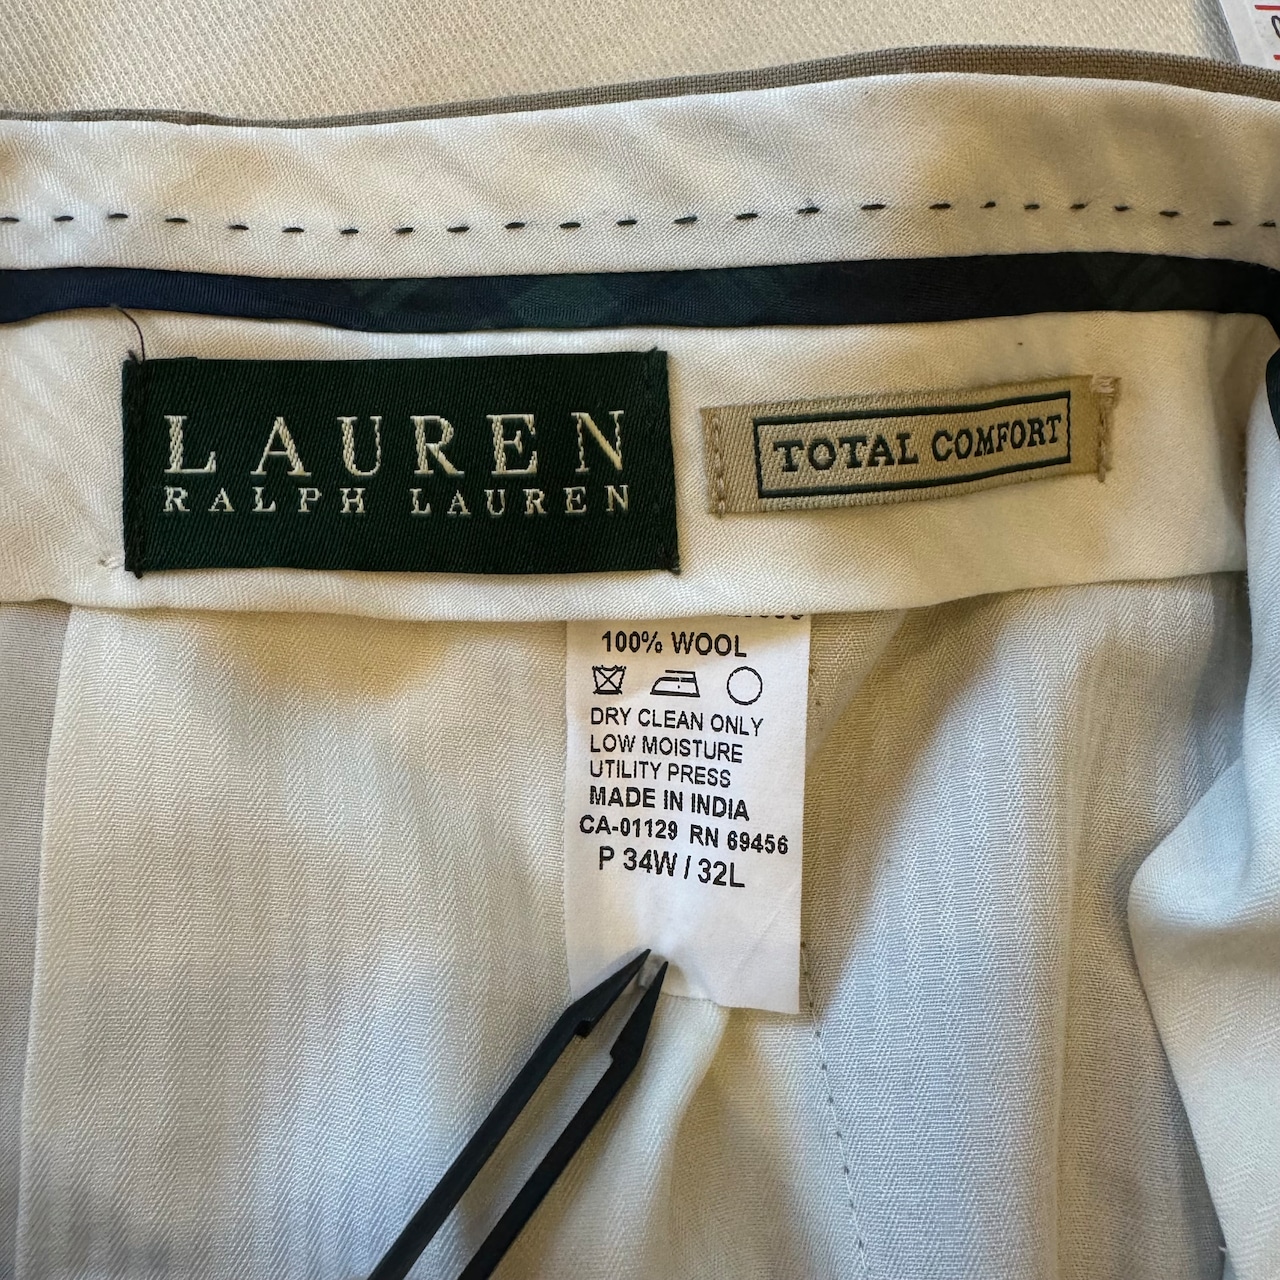 LAUREN
RALPH LAUREN
TOTAL COMFORT
100% WOOL
DRY CLEAN ONLY
LOW MOISTURE
UTILITY PRESS
MADE IN INDIA
CA-01129 RN 69456
P 34W / 32L